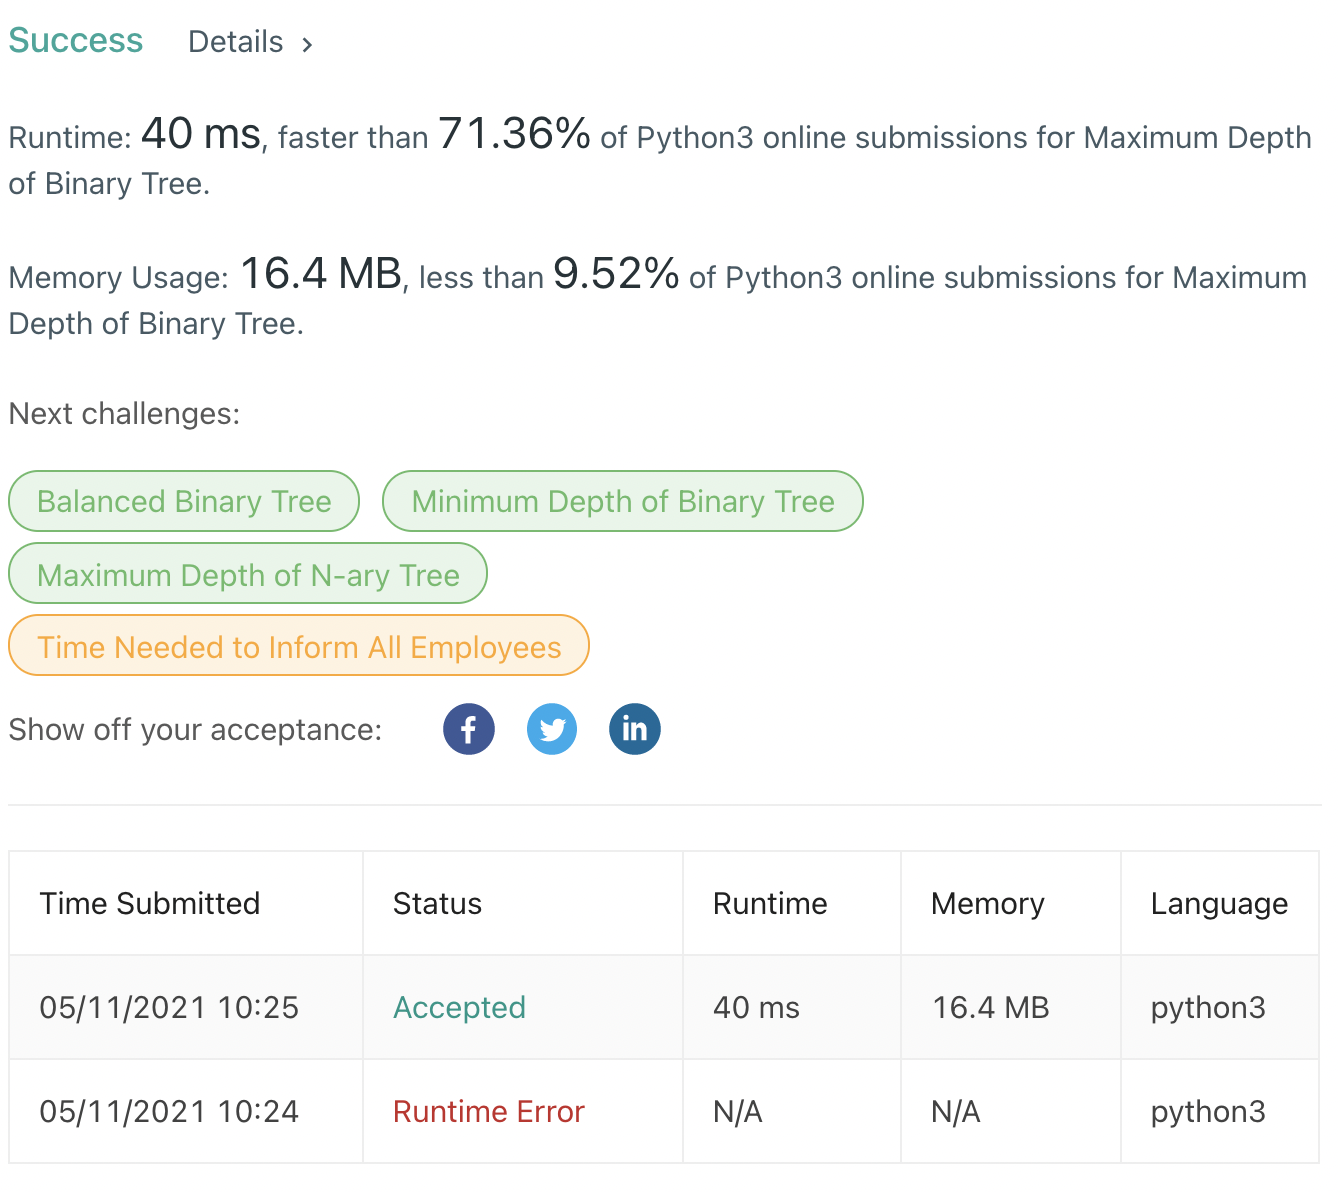 Success Details >
Runtime: 40 ms, faster than 71.36% of Python3 online submissions for Maximum Depth
of Binary Tree.
Memory Usage: 16.4 MB, less than 9.52% of Python3 online submissions for Maximum
Depth of Binary Tree.
Next challenges:
Balanced Binary Tree Minimum Depth of Binary Tree
Maximum Depth of N-ary Tree
Time Needed to Inform All Employees
Show off your acceptance: f in
Time Submitted Status Runtime Memory Language
05/11/2021 10:25 Accepted 40 ms 16.4 MB python3
05/11/2021 10:24 Runtime Error N/A N/A python3